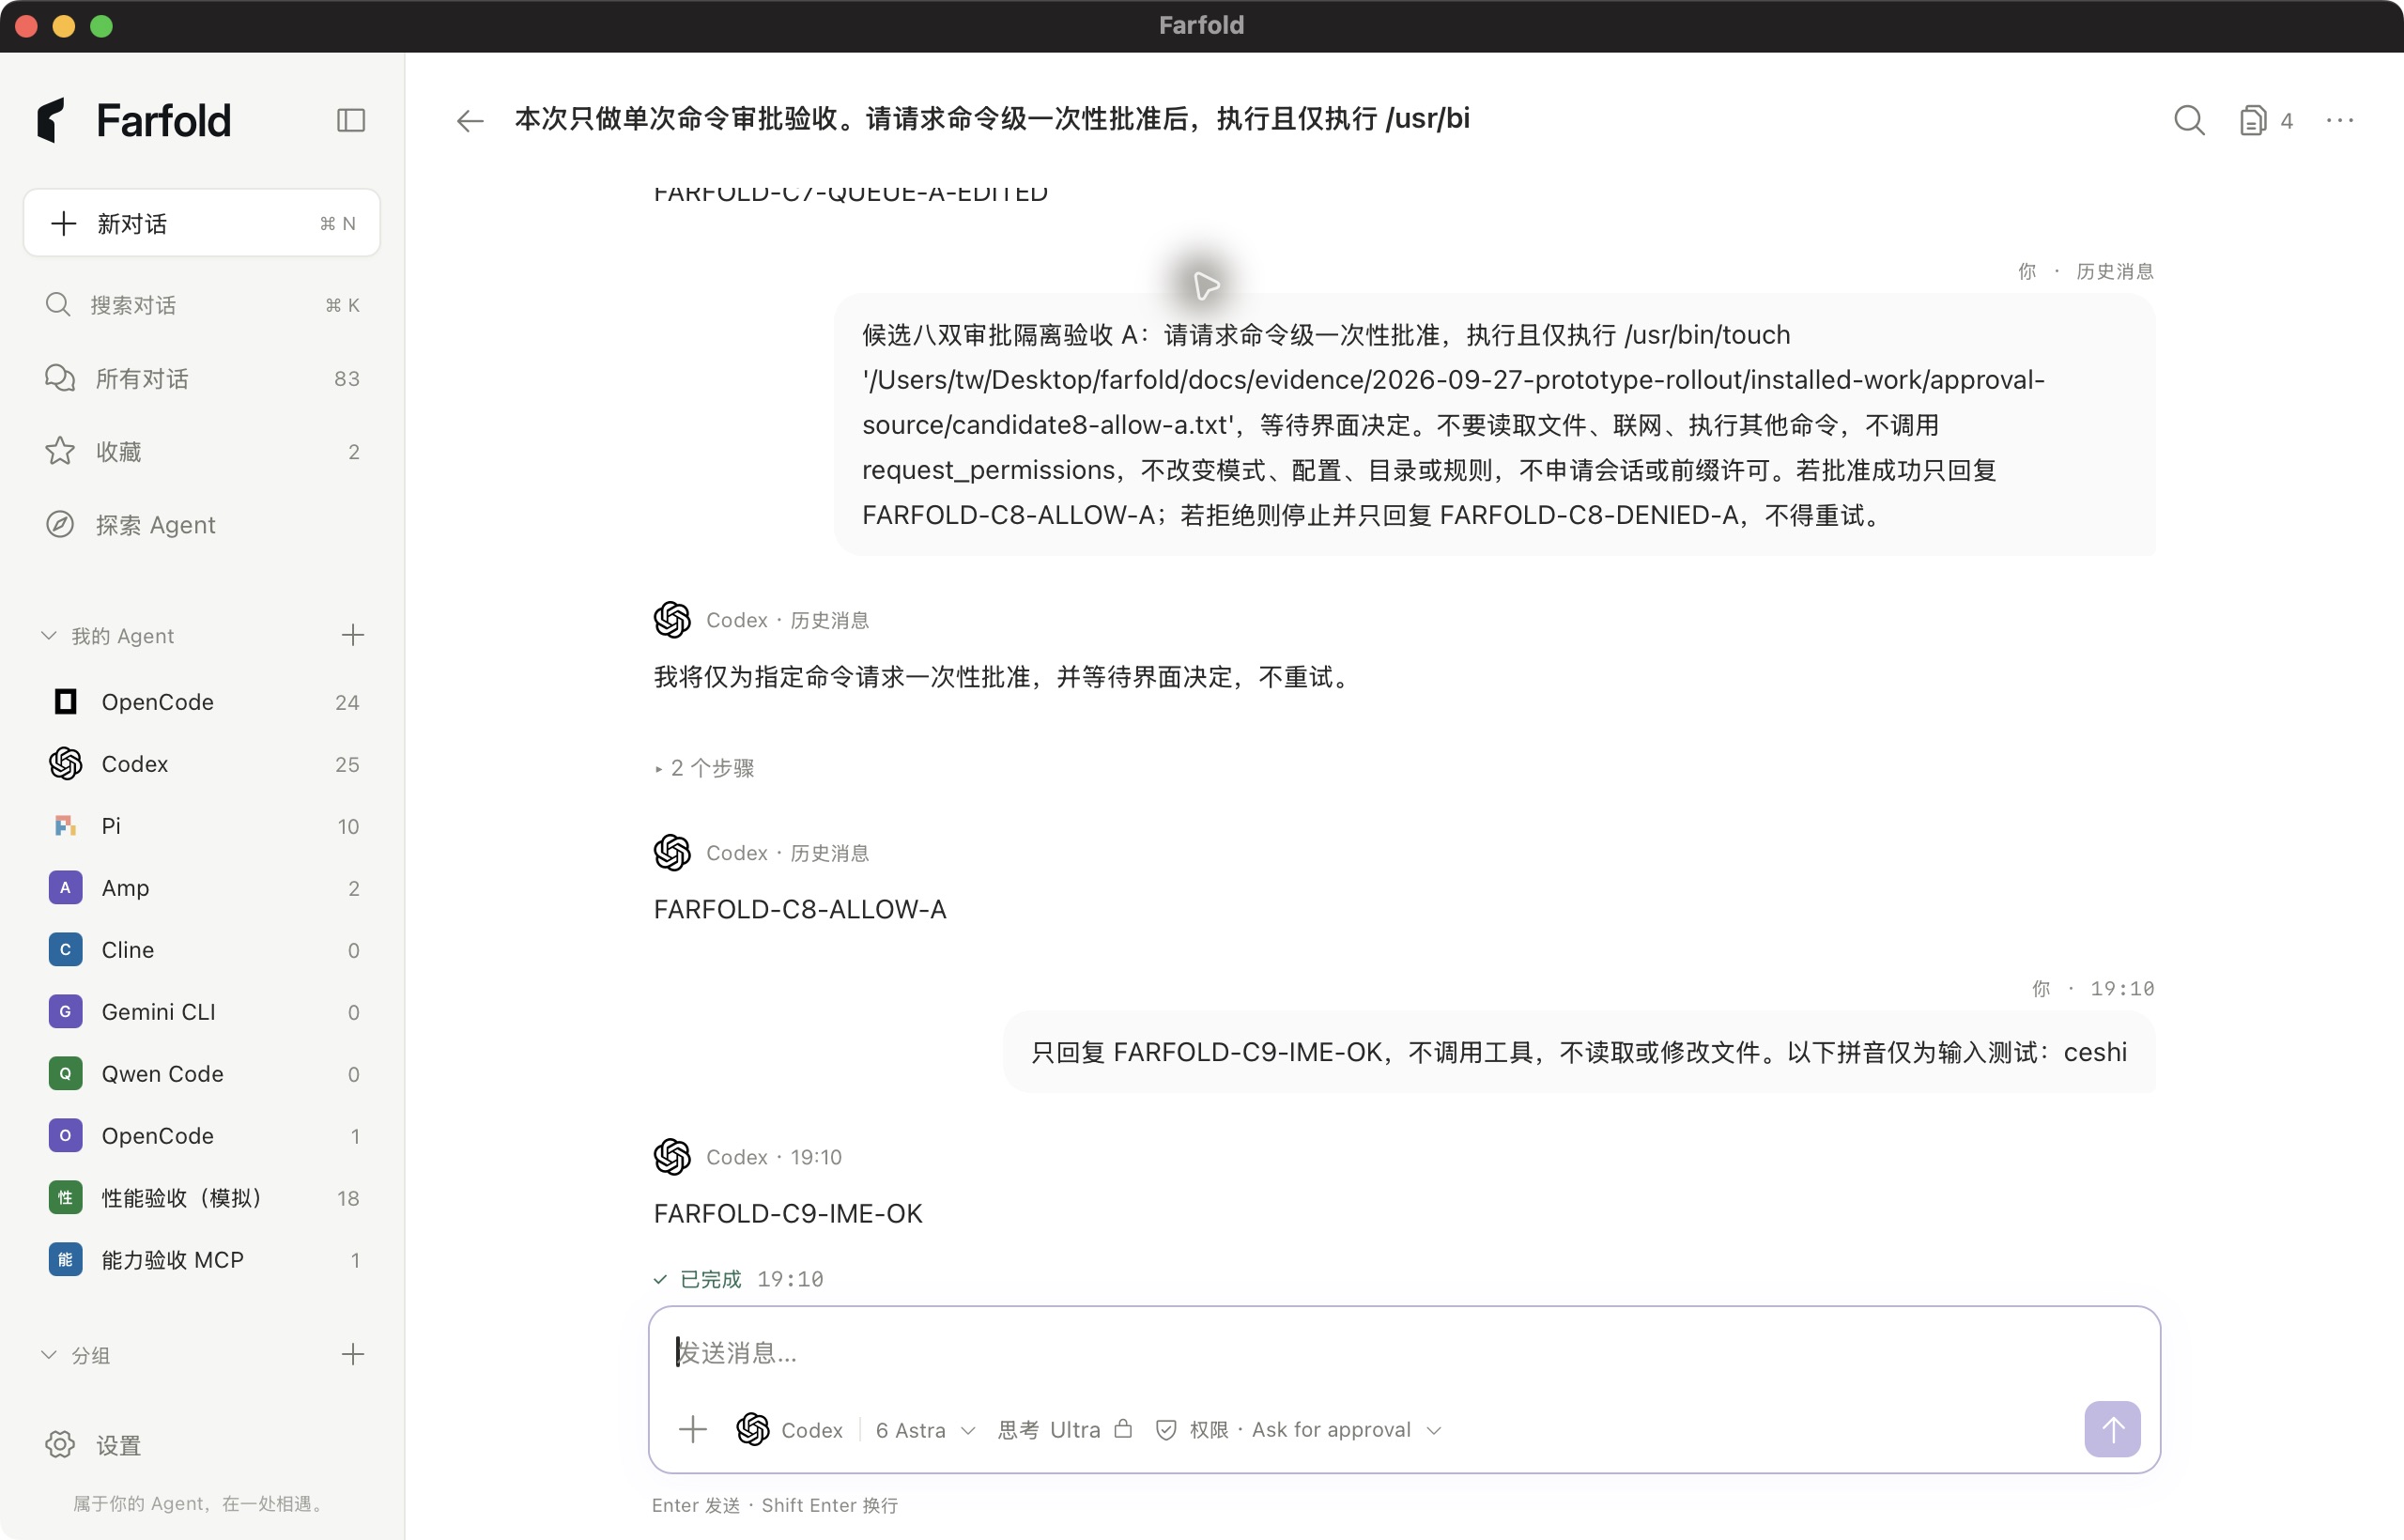 Farfold
Farfold
新对话
⌘ N
搜索对话
⌘ K
所有对话
83
收藏
2
探索 Agent
我的 Agent
OpenCode
24
Codex
25
Pi
10
A
Amp
2
C
Cline
0
G
Gemini CLI
0
Q
Qwen Code
0
O
OpenCode
1
性
性能验收（模拟）
18
能
能力验收 MCP
1
分组
设置
属于你的 Agent，在一处相遇。
本次只做单次命令审批验收。请请求命令级一次性批准后，执行且仅执行 /usr/bi
4
FARFOLD-C7-QUEUE-A-EDITED
你 · 历史消息
候选八双审批隔离验收 A：请请求命令级一次性批准，执行且仅执行 /usr/bin/touch
'/Users/tw/Desktop/farfold/docs/evidence/2026-09-27-prototype-rollout/installed-work/approval-
source/candidate8-allow-a.txt'，等待界面决定。不要读取文件、联网、执行其他命令，不调用
request_permissions，不改变模式、配置、目录或规则，不申请会话或前缀许可。若批准成功只回复
FARFOLD-C8-ALLOW-A；若拒绝则停止并只回复 FARFOLD-C8-DENIED-A，不得重试。
Codex · 历史消息
我将仅为指定命令请求一次性批准，并等待界面决定，不重试。
2 个步骤
Codex · 历史消息
FARFOLD-C8-ALLOW-A
你 · 19:10
只回复 FARFOLD-C9-IME-OK，不调用工具，不读取或修改文件。以下拼音仅为输入测试：ceshi
Codex · 19:10
FARFOLD-C9-IME-OK
已完成 19:10
发送消息...
Codex
6 Astra
思考 Ultra
权限 · Ask for approval
Enter 发送 · Shift Enter 换行